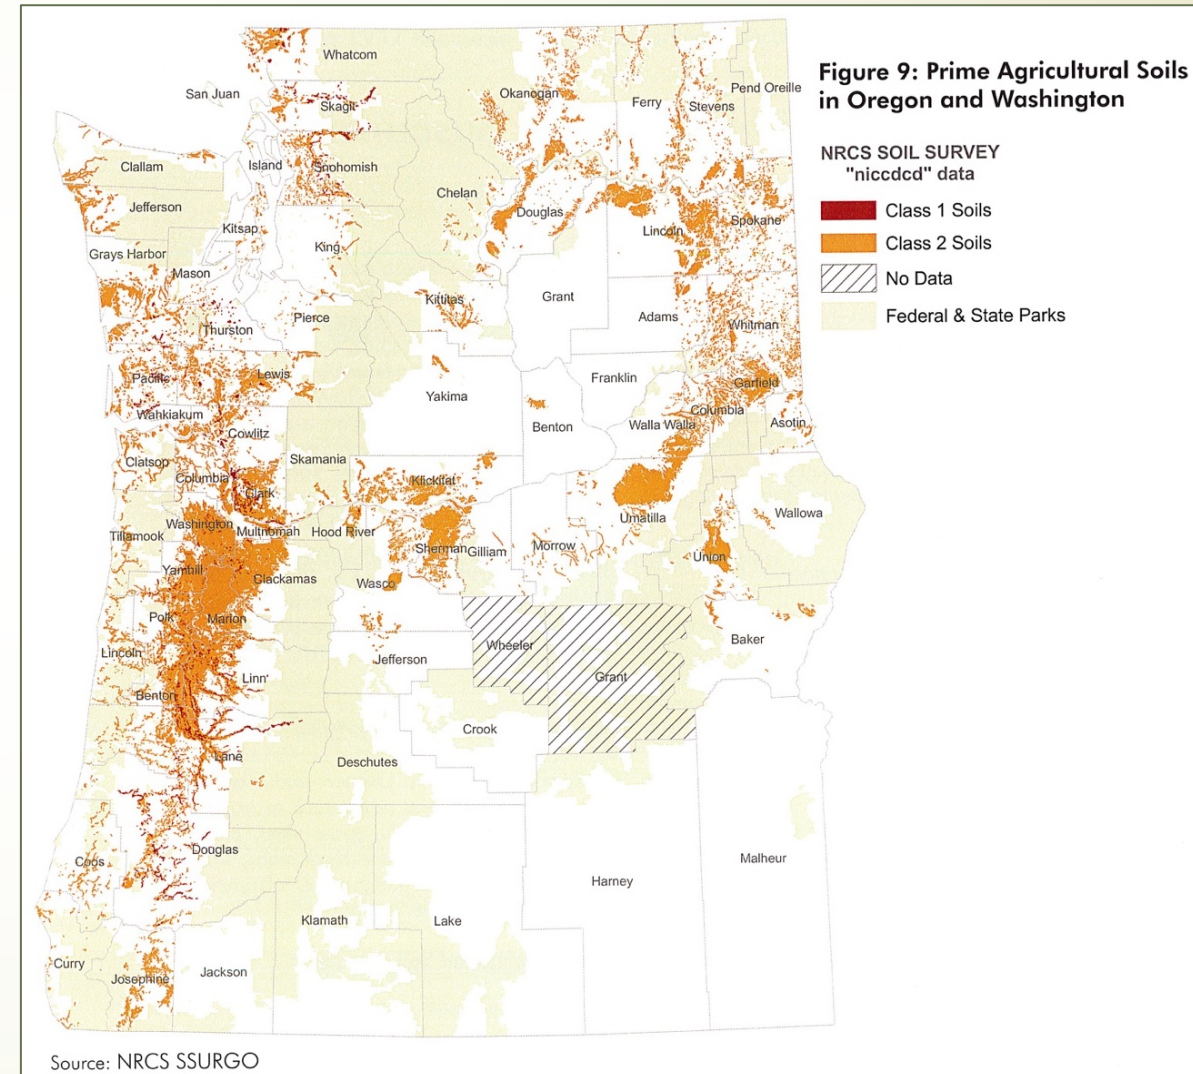 Figure 9: Prime Agricultural Soils
in Oregon and Washington
NRCS SOIL SURVEY
"niccdcd" data
Class 1 Soils
Class 2 Soils
No Data
Federal & State Parks
Whatcom
San Juan
Skagit
Okanogan
Ferry
Stevens
Pend Oreille
Clallam
Island
Snohomish
Chelan
Jefferson
Douglas
Spokane
Kitsap
Lincoln
King
Grays Harbor
Mason
Kittitas
Grant
Thurston
Pierce
Adams
Whitman
Pacific
Lewis
Franklin
Garfield
Yakima
Columbia
Wahkiakum
Benton
Walla Walla
Asotin
Cowlitz
Skamania
Clatsop
Columbia
Klickitat
Clark
Washington
Multnomah
Hood River
Umatilla
Wallowa
Tillamook
Sherman
Gilliam
Morrow
Union
Yamhill
Clackamas
Wasco
Polk
Marion
Wheeler
Baker
Lincoln
Jefferson
Linn
Grant
Benton
Crook
Lane
Deschutes
Coos
Douglas
Malheur
Harney
Klamath
Lake
Curry
Josephine
Jackson
Source: NRCS SSURGO